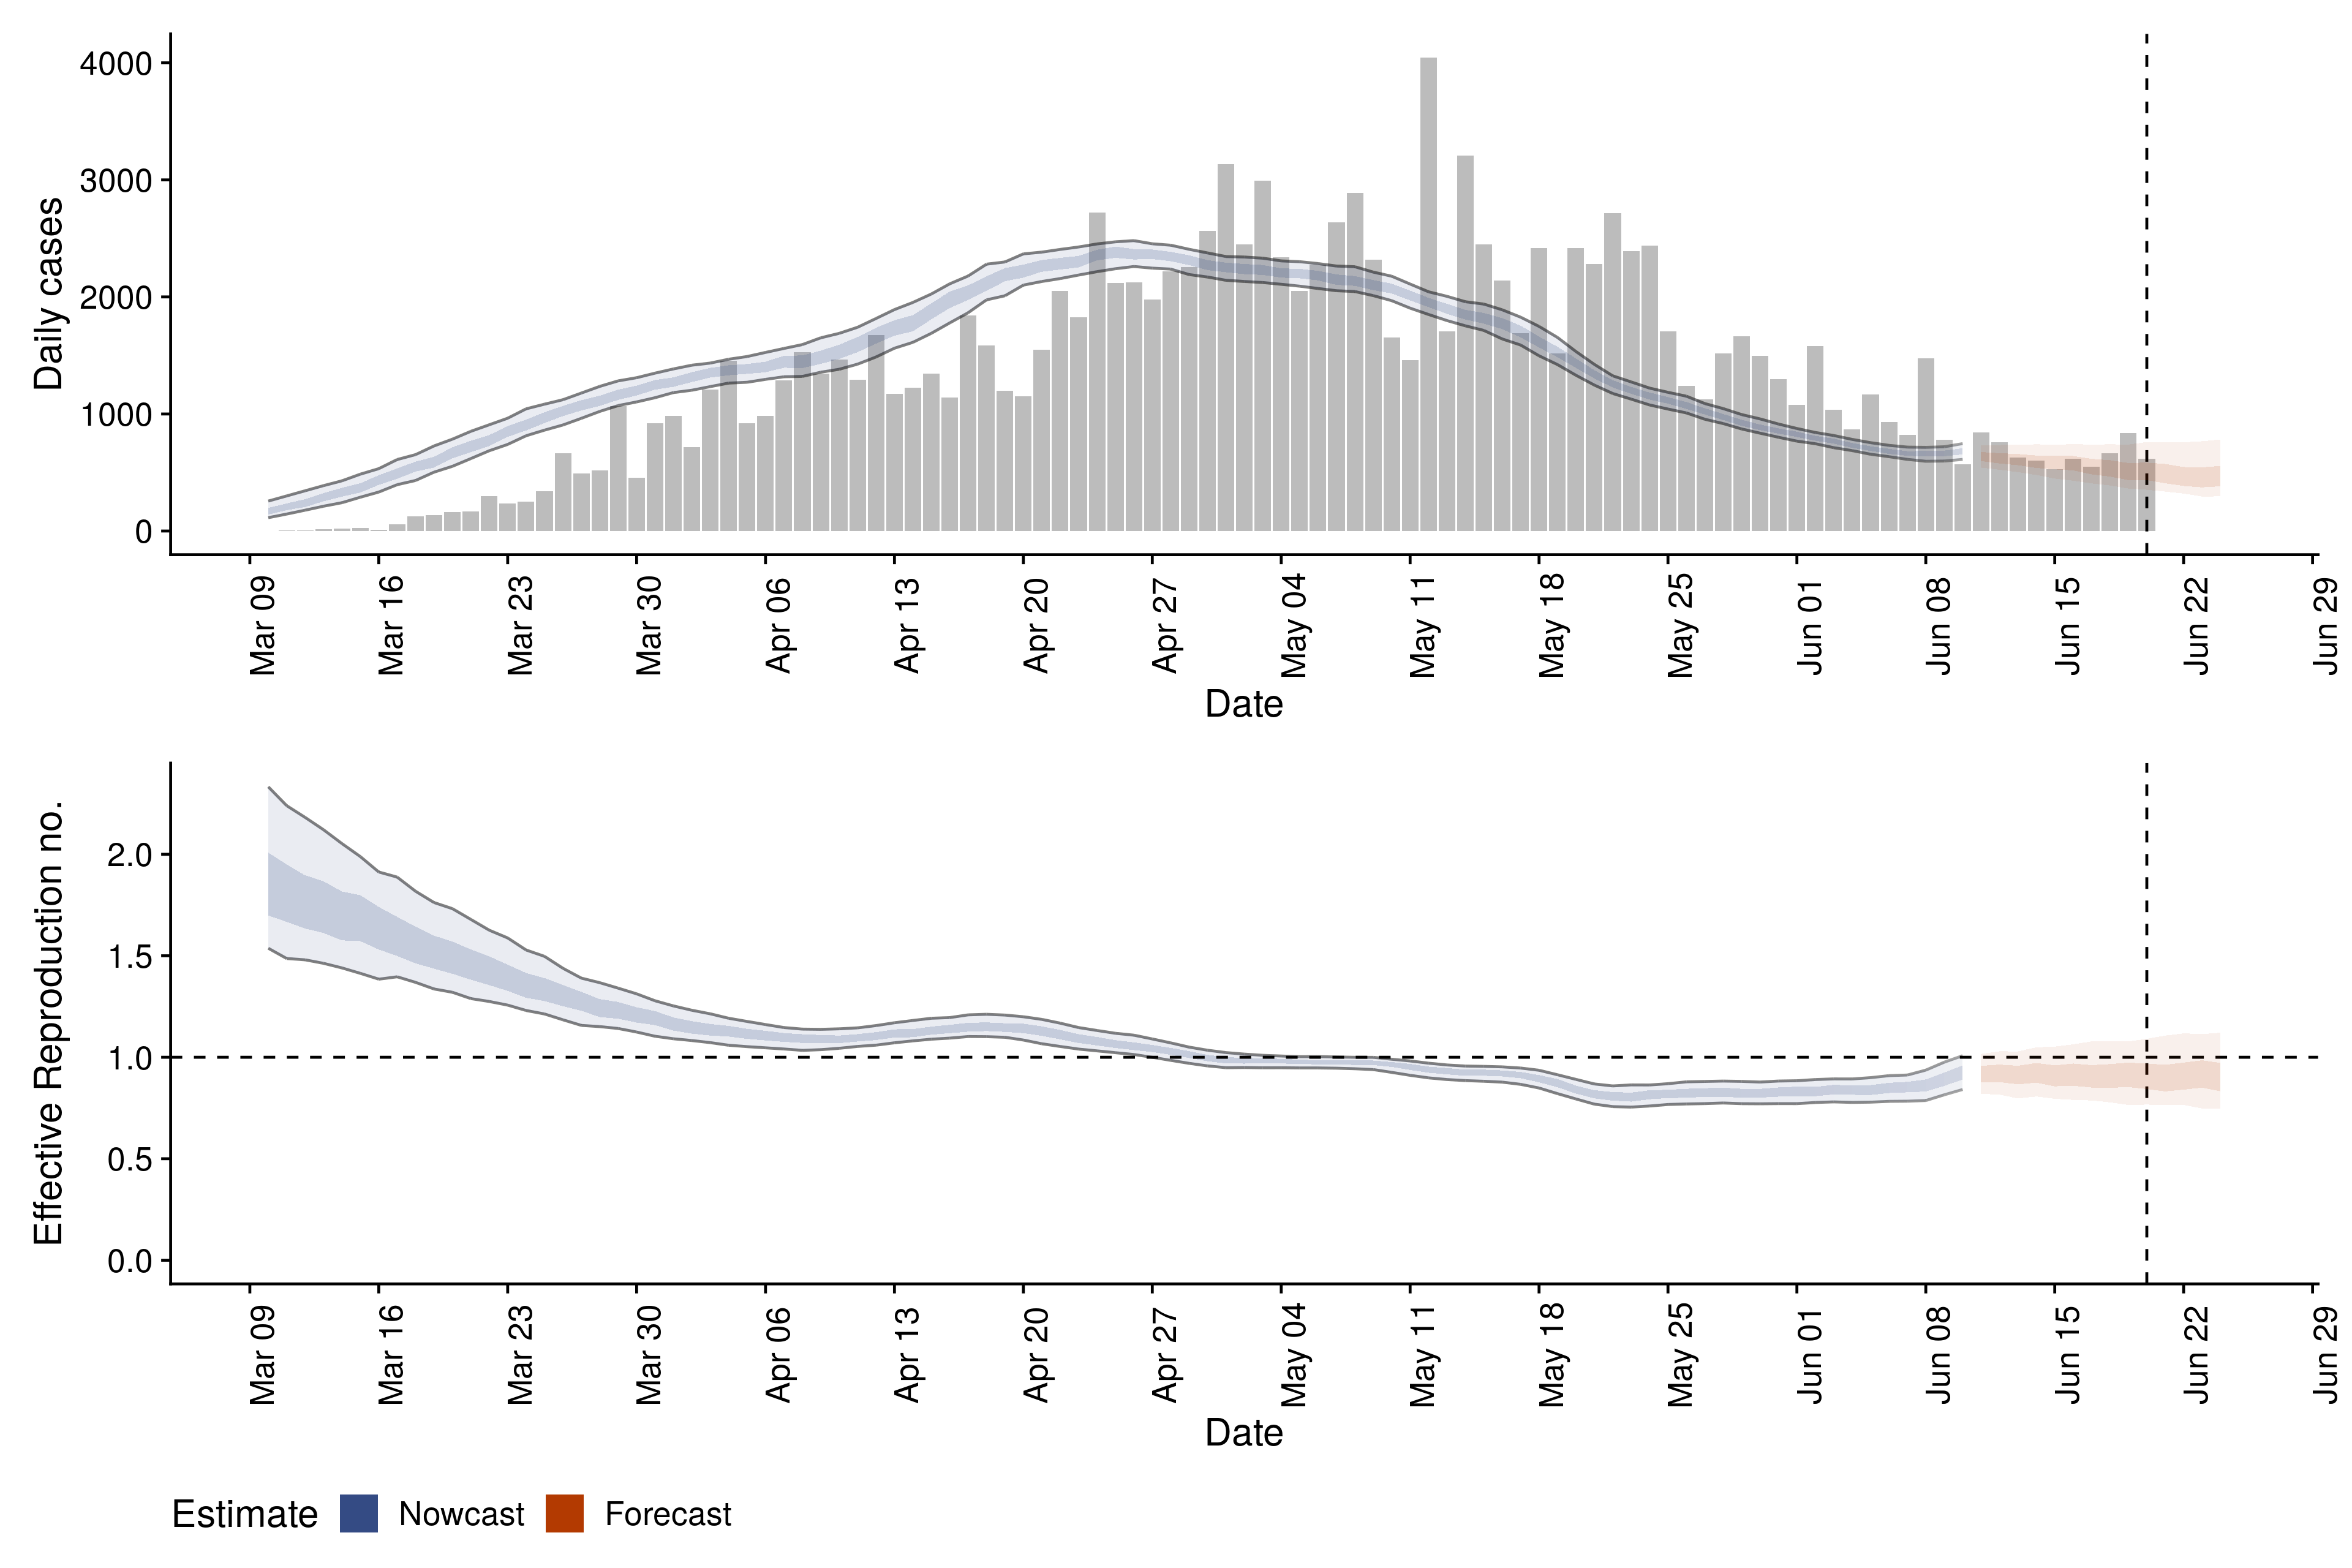 Daily cases
4000
3000
2000
1000
0
Mar 09
Mar 16
Mar 23
Mar 30
Apr 06
Apr 13
Apr 20
Apr 27
May 04
May 11
May 18
May 25
Jun 01
Jun 08
Jun 15
Jun 22
Jun 29
Date
Effective Reproduction no.
2.0
1.5
1.0
0.5
0.0
Mar 09
Mar 16
Mar 23
Mar 30
Apr 06
Apr 13
Apr 20
Apr 27
May 04
May 11
May 18
May 25
Jun 01
Jun 08
Jun 15
Jun 22
Jun 29
Date
Estimate Nowcast Forecast